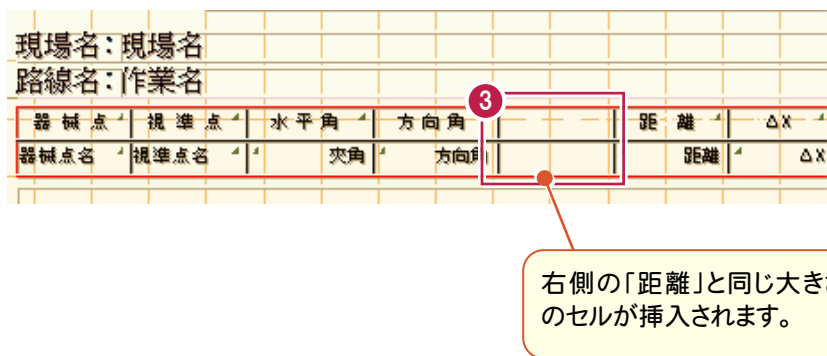 現場名：現場名
路線名：作業名
3
器 械 点 視 準 点 水 平 角 方 向 角 距 離 ΔX
器械点名 視準点名 夾角 方向角 距離 ΔX
右側の「距離」と同じ大き
のセルが挿入されます。